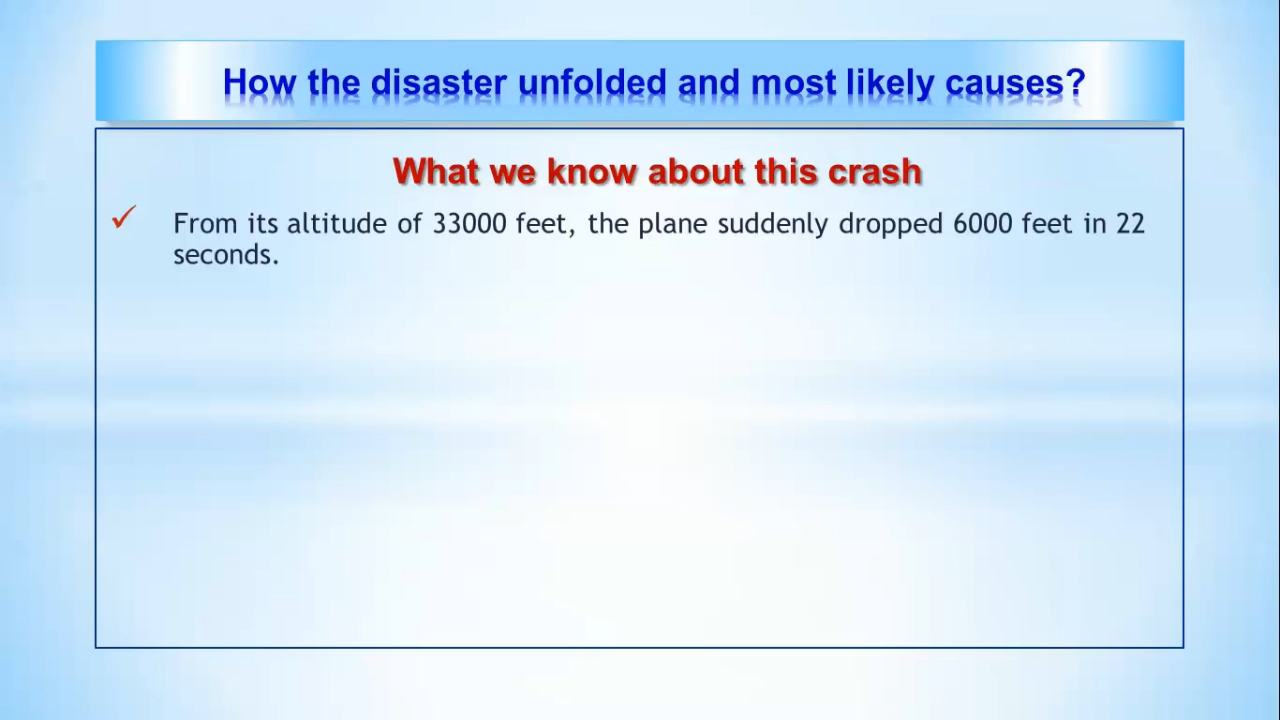 How the disaster unfolded and most likely causes?
What we know about this crash
✓ From its altitude of 33000 feet, the plane suddenly dropped 6000 feet in 22
seconds.